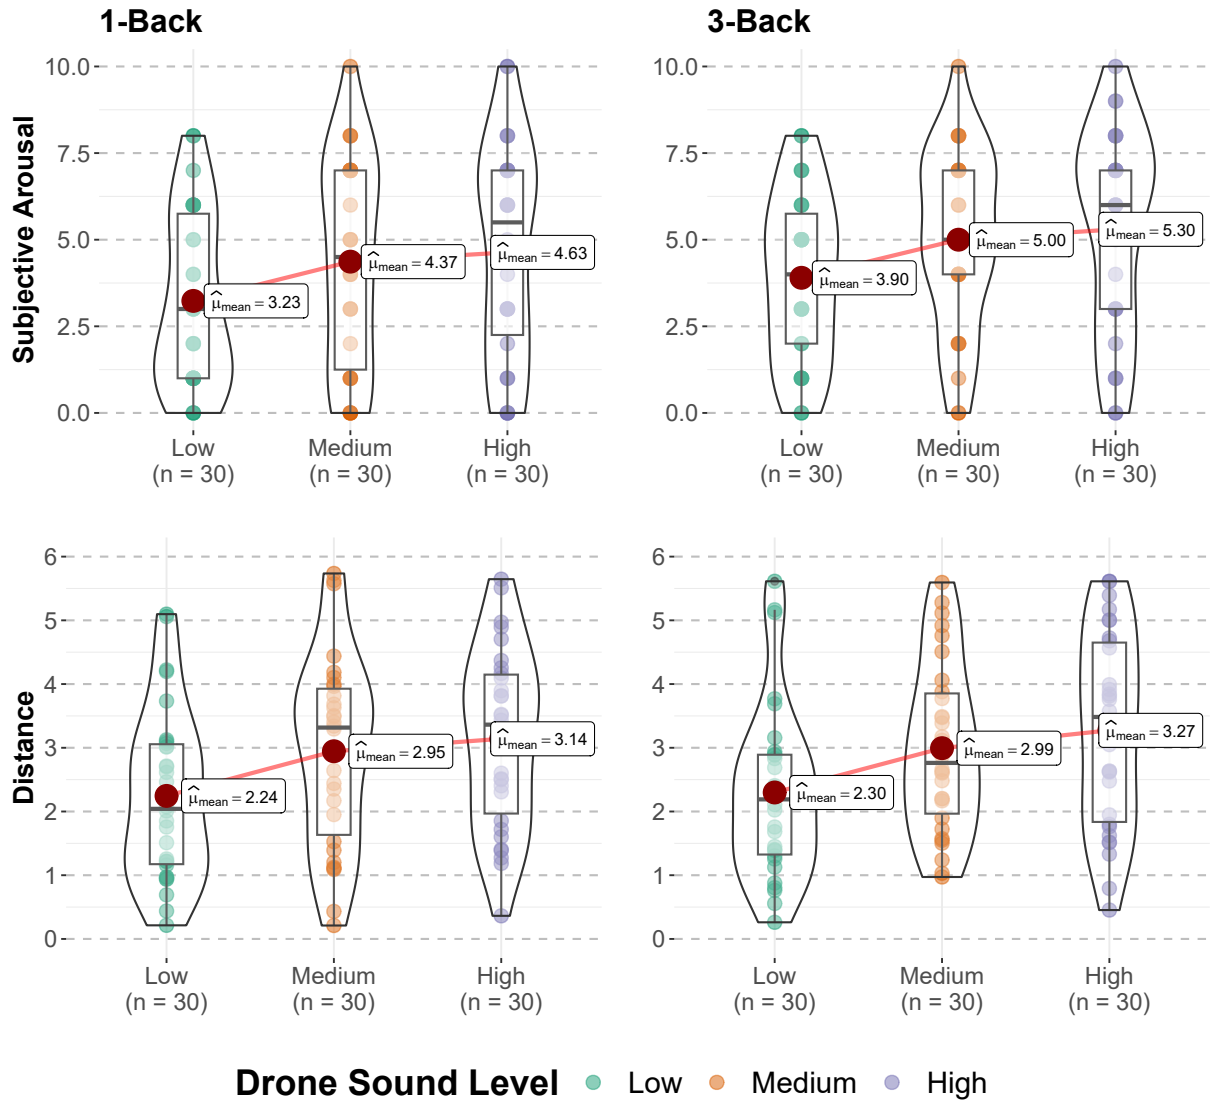 1-Back
3-Back
Subjective Arousal
10.0
7.5
5.0
2.5
0.0
μ̂mean = 3.23
μ̂mean = 4.37
μ̂mean = 4.63
Low
(n = 30)
Medium
(n = 30)
High
(n = 30)
10.0
7.5
5.0
2.5
0.0
μ̂mean = 3.90
μ̂mean = 5.00
μ̂mean = 5.30
Low
(n = 30)
Medium
(n = 30)
High
(n = 30)
Distance
6
5
4
3
2
1
0
μ̂mean = 2.24
μ̂mean = 2.95
μ̂mean = 3.14
Low
(n = 30)
Medium
(n = 30)
High
(n = 30)
6
5
4
3
2
1
0
μ̂mean = 2.30
μ̂mean = 2.99
μ̂mean = 3.27
Low
(n = 30)
Medium
(n = 30)
High
(n = 30)
Drone Sound Level Low Medium High